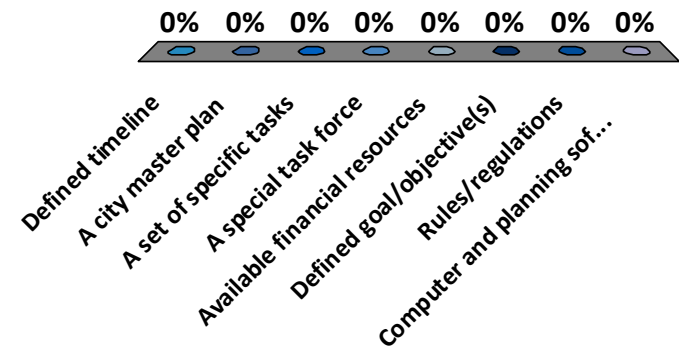 0% 0% 0% 0% 0% 0% 0% 0%
Defined timeline
A city master plan
A set of specific tasks
A special task force
Available financial resources
Defined goal/objective(s)
Rules/regulations
Computer and planning sof...